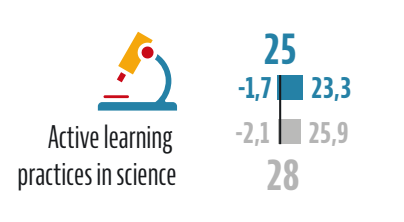 25
-1,7 23,3
Active learning
practices in science
-2,1 25,9
28